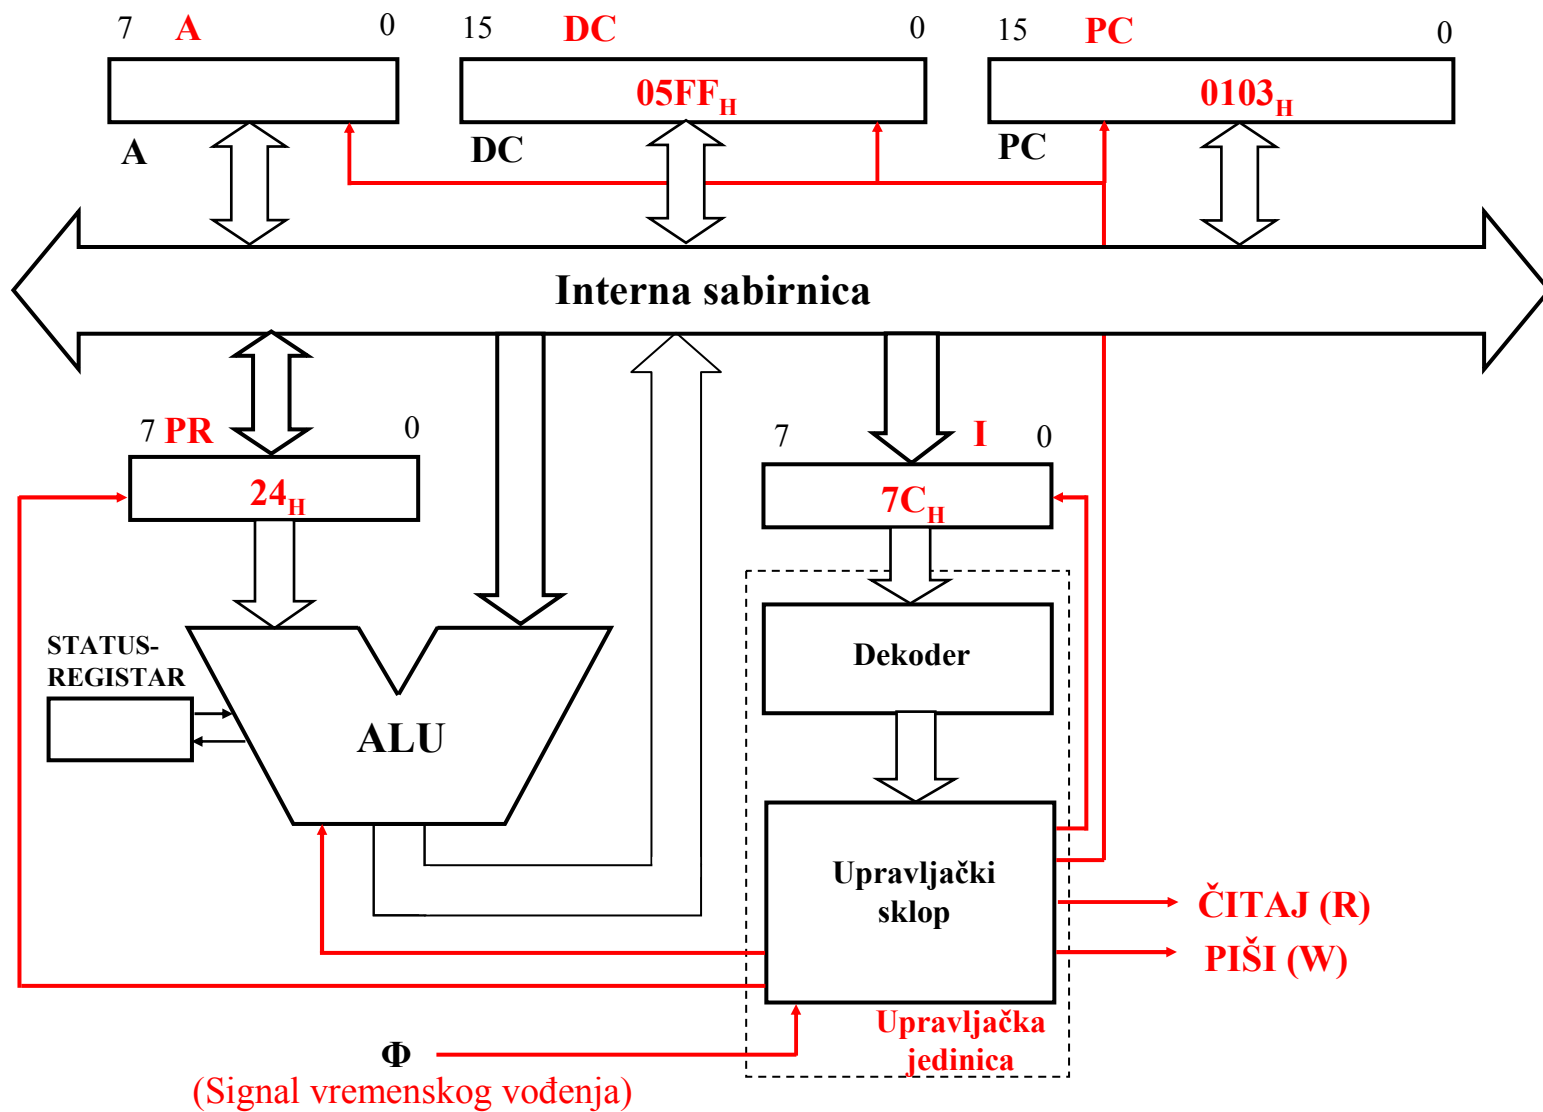 7 A 0 15 DC 0 15 PC 0
05FFH 0103H
A DC PC
Interna sabirnica
7 PR 0 7 I 0
24H 7CH
STATUS-
REGISTAR
Dekoder
ALU
Upravljački
sklop
ČITAJ (R)
PIŠI (W)
Upravljačka
jedinica
Φ
(Signal vremenskog vođenja)